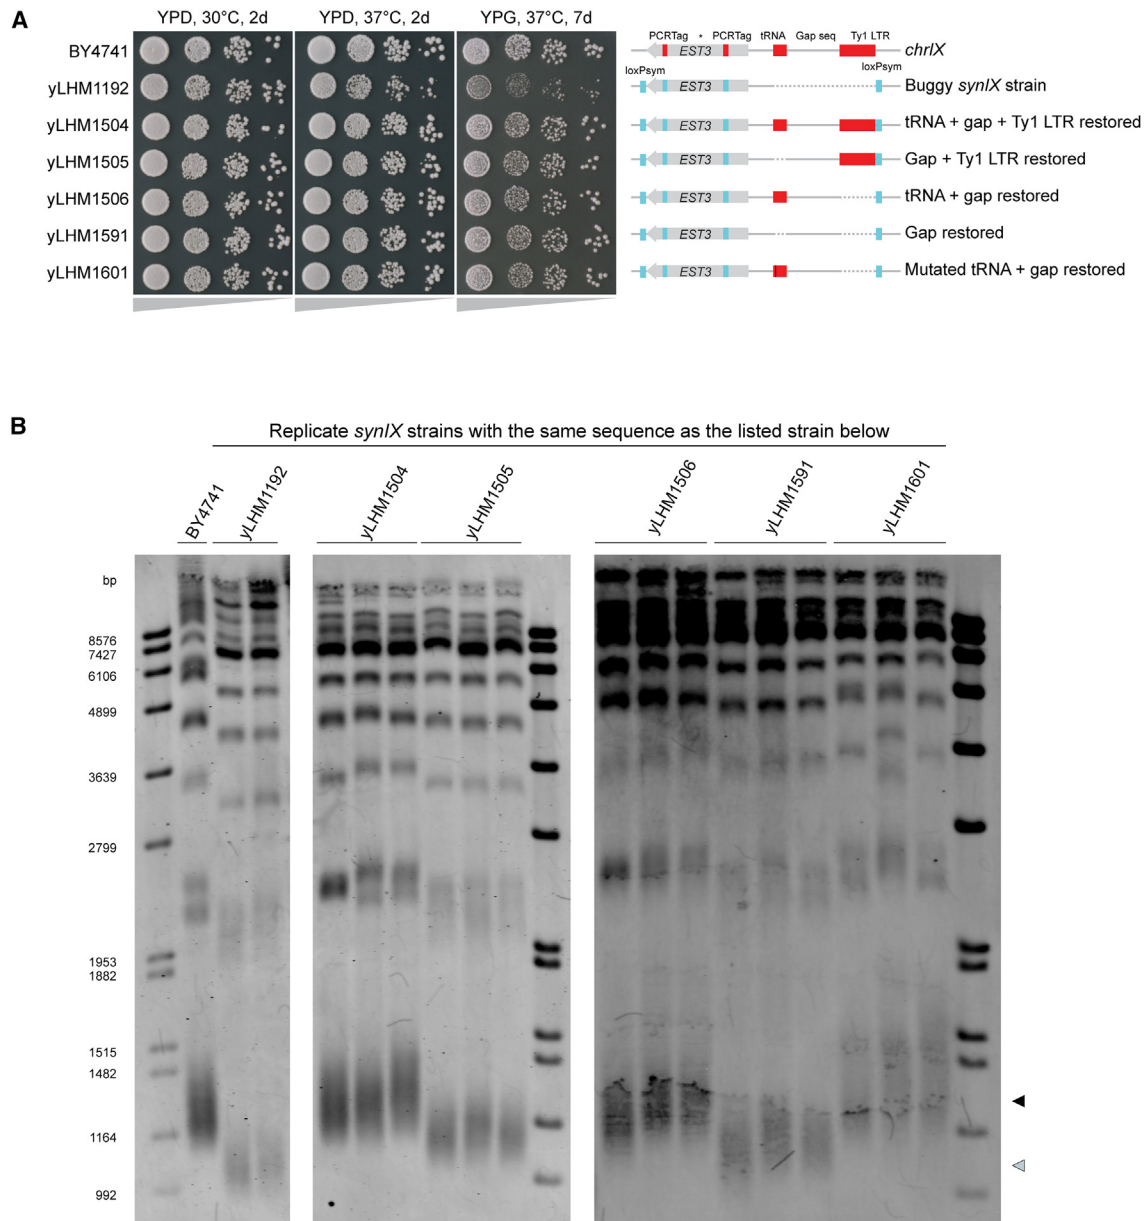 A
YPD, 30°C, 2d
YPD, 37°C, 2d
YPG, 37°C, 7d
BY4741
yLHM1192
yLHM1504
yLHM1505
yLHM1506
yLHM1591
yLHM1601
PCRTag * PCRTag tRNA Gap seq Ty1 LTR
EST3 chrIX
loxPsym loxPsym
EST3 Buggy synIX strain
EST3 tRNA + gap + Ty1 LTR restored
EST3 Gap + Ty1 LTR restored
EST3 tRNA + gap restored
EST3 Gap restored
EST3 Mutated tRNA + gap restored
B
Replicate synIX strains with the same sequence as the listed strain below
BY4741
yLHM1192
yLHM1504
yLHM1505
yLHM1506
yLHM1591
yLHM1601
bp
8576
7427
6106
4899
3639
2799
1953
1882
1515
1482
1164
992